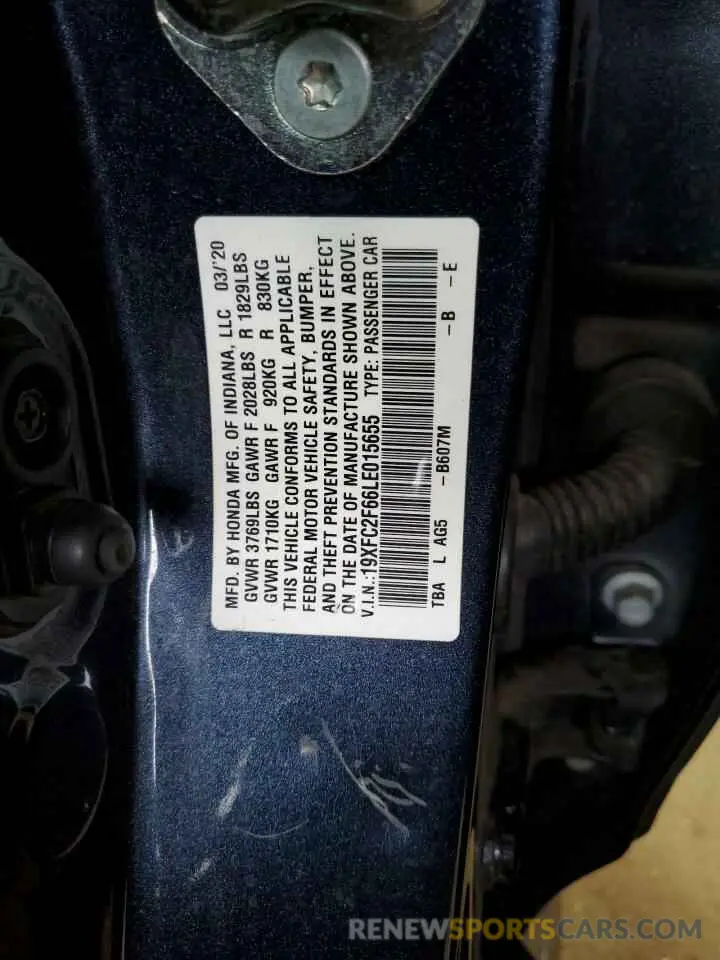 MFD. BY HONDA MFG. OF INDIANA, LLC 03/'20
GVWR 3769LBS GAWR F 2028LBS R 1829LBS
GVWR 1710KG GAWR F 920KG R 830KG
THIS VEHICLE CONFORMS TO ALL APPLICABLE
FEDERAL MOTOR VEHICLE SAFETY, BUMPER,
AND THEFT PREVENTION STANDARDS IN EFFECT
ON THE DATE OF MANUFACTURE SHOWN ABOVE.
V.I.N.:19XFC2F66LE015655 TYPE: PASSENGER CAR
TBA L AG5 -B607M -B -E
RENEWSPORTSCARS.COM